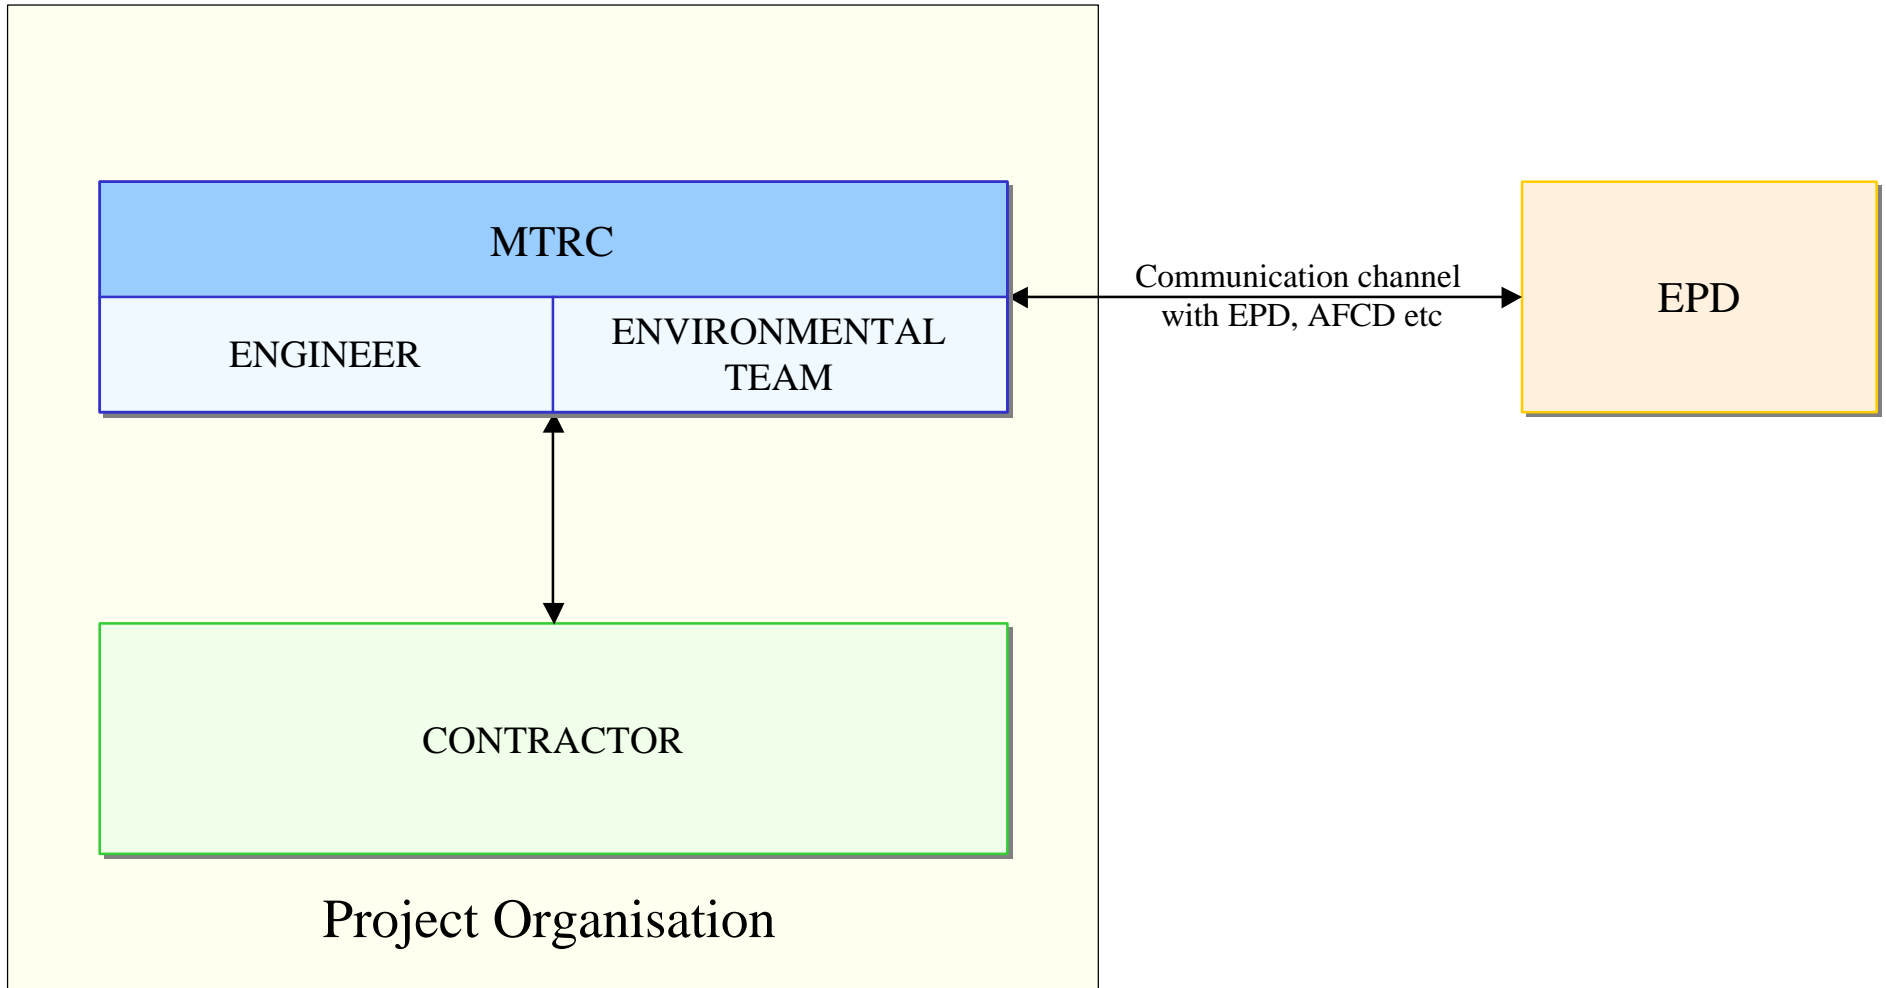 MTRC
ENGINEER
ENVIRONMENTAL
TEAM
Communication channel
with EPD, AFCD etc
EPD
CONTRACTOR
Project Organisation